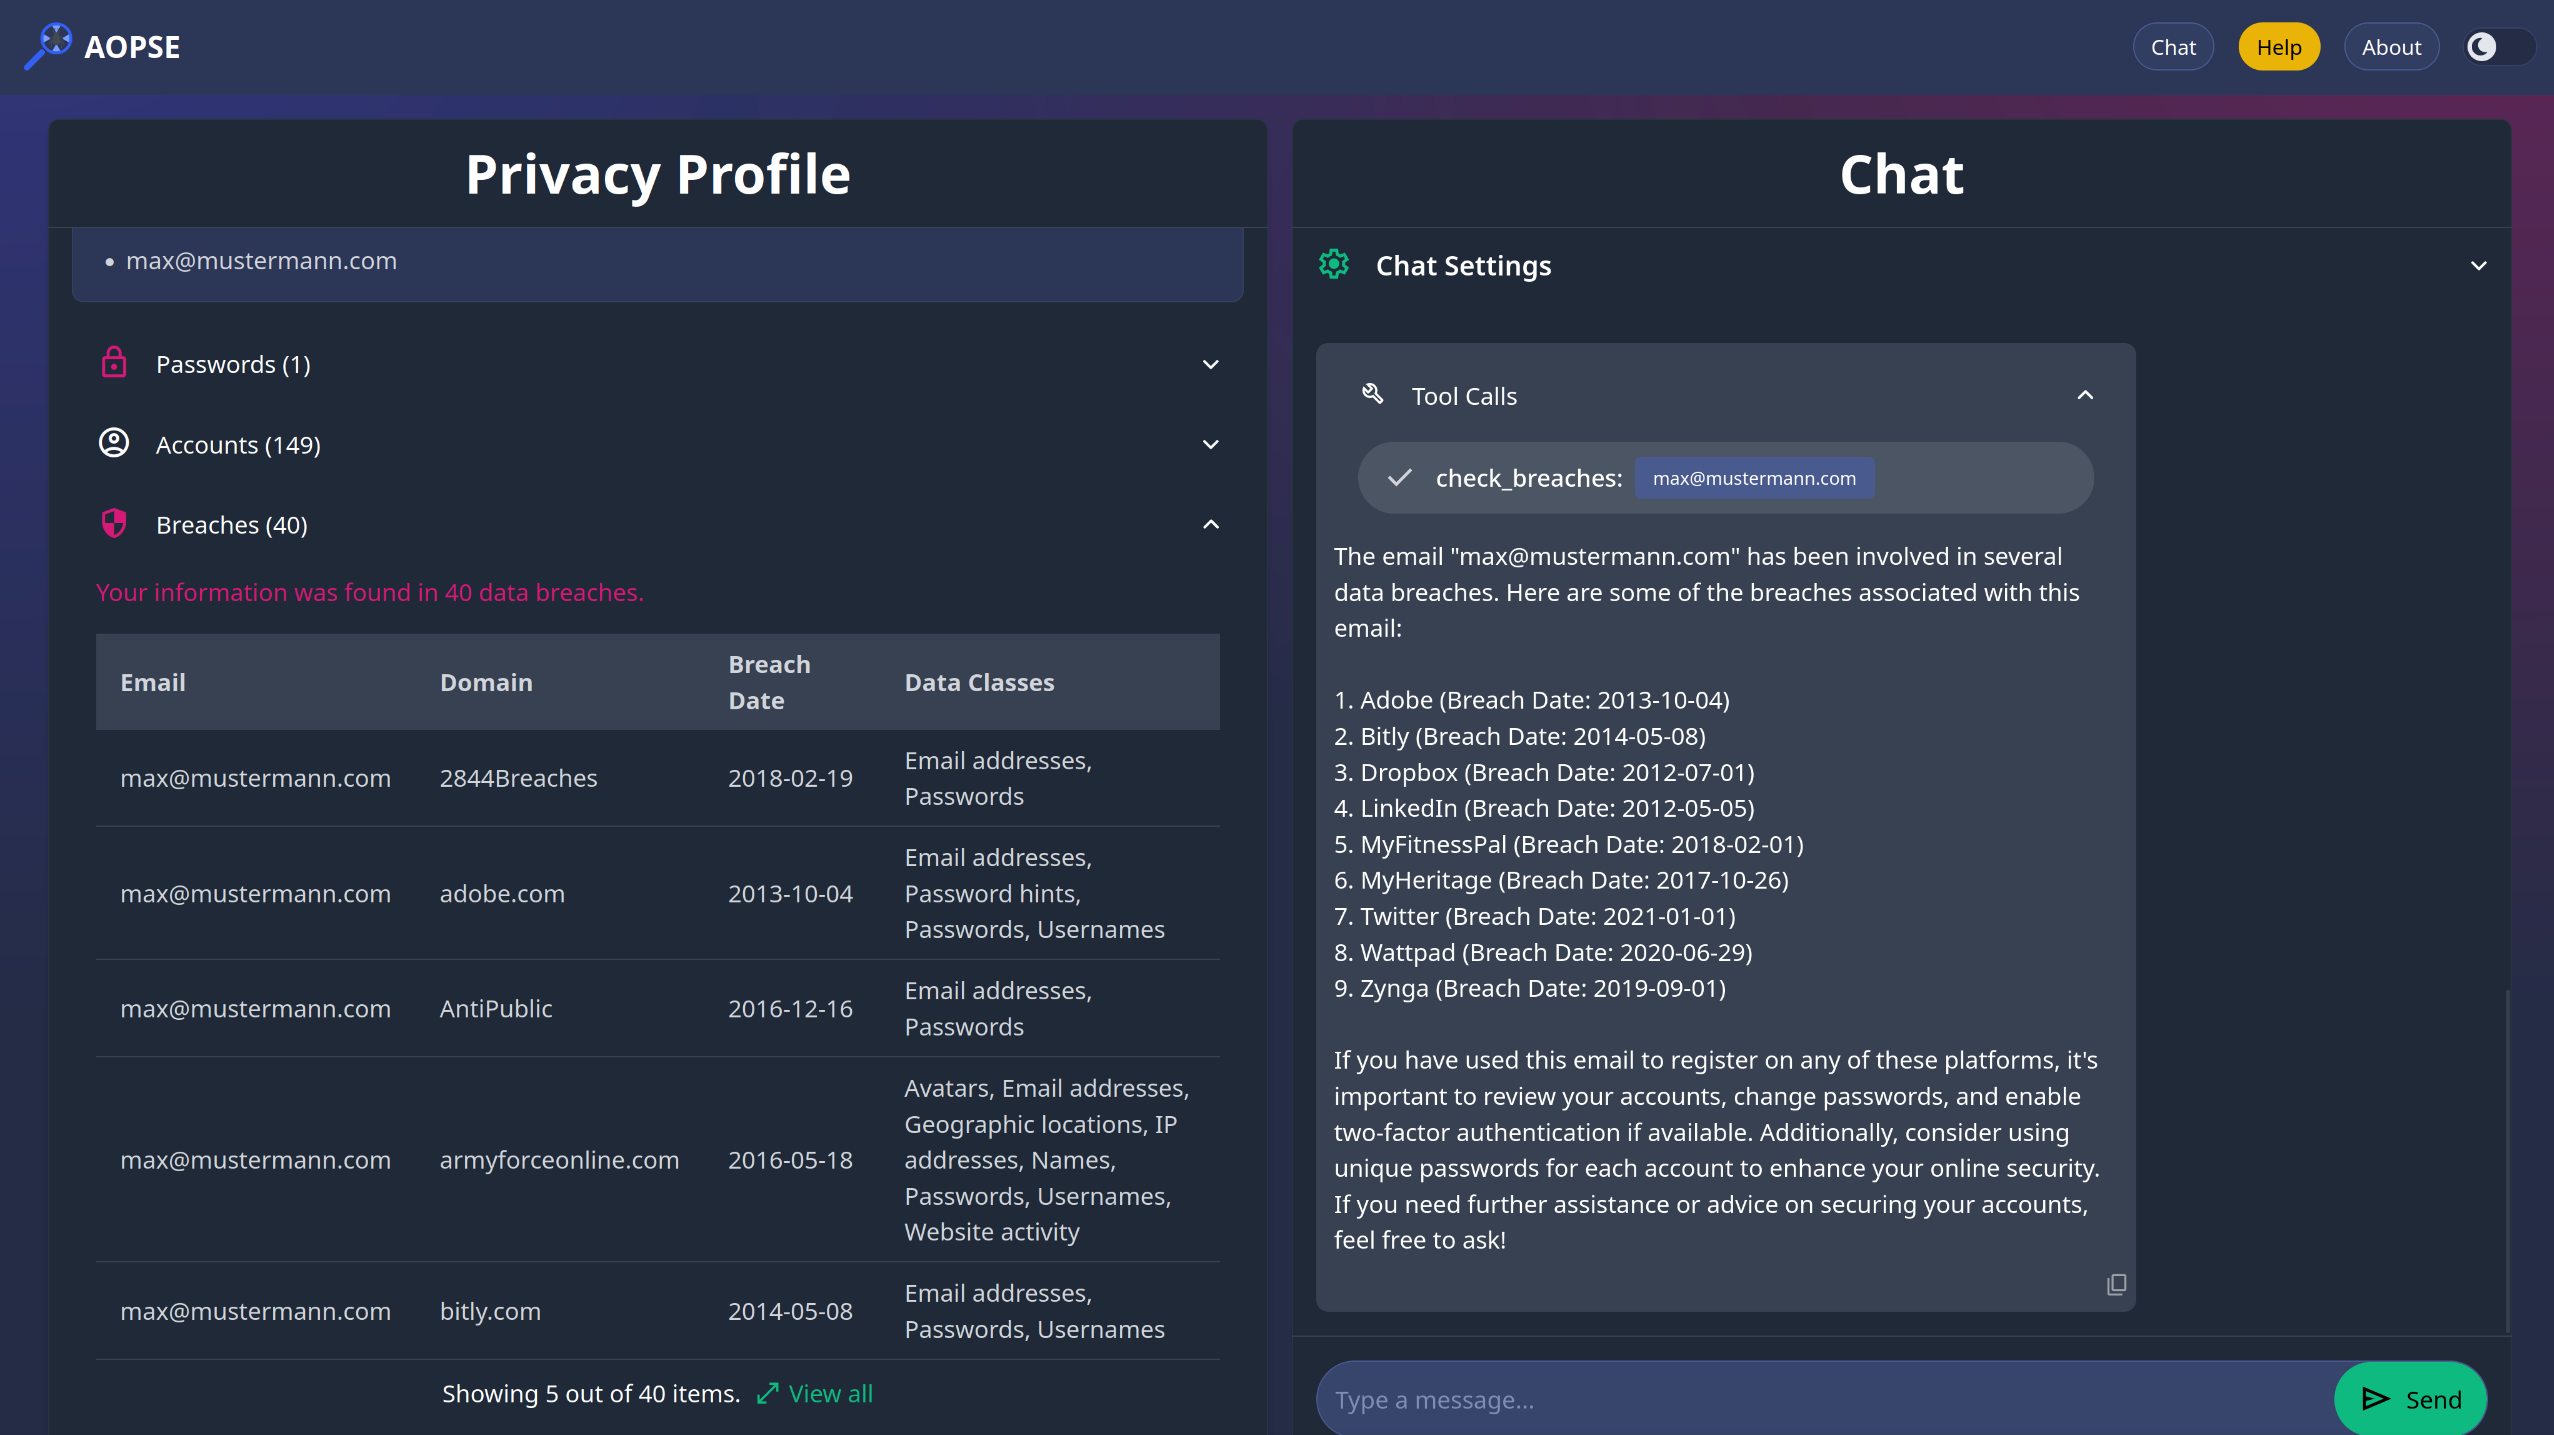 AOPSE
Chat
Help
About
Privacy Profile
• max@mustermann.com
Passwords (1)
Accounts (149)
Breaches (40)
Your information was found in 40 data breaches.
Email Domain Breach Date Data Classes
max@mustermann.com 2844Breaches 2018-02-19 Email addresses, Passwords
max@mustermann.com adobe.com 2013-10-04 Email addresses, Password hints, Passwords, Usernames
max@mustermann.com AntiPublic 2016-12-16 Email addresses, Passwords
max@mustermann.com armyforceonline.com 2016-05-18 Avatars, Email addresses, Geographic locations, IP addresses, Names, Passwords, Usernames, Website activity
max@mustermann.com bitly.com 2014-05-08 Email addresses, Passwords, Usernames
Showing 5 out of 40 items. View all
Chat
Chat Settings
Tool Calls
check_breaches: max@mustermann.com
The email "max@mustermann.com" has been involved in several
data breaches. Here are some of the breaches associated with this
email:
1. Adobe (Breach Date: 2013-10-04)
2. Bitly (Breach Date: 2014-05-08)
3. Dropbox (Breach Date: 2012-07-01)
4. LinkedIn (Breach Date: 2012-05-05)
5. MyFitnessPal (Breach Date: 2018-02-01)
6. MyHeritage (Breach Date: 2017-10-26)
7. Twitter (Breach Date: 2021-01-01)
8. Wattpad (Breach Date: 2020-06-29)
9. Zynga (Breach Date: 2019-09-01)
If you have used this email to register on any of these platforms, it's
important to review your accounts, change passwords, and enable
two-factor authentication if available. Additionally, consider using
unique passwords for each account to enhance your online security.
If you need further assistance or advice on securing your accounts,
feel free to ask!
Type a message...
Send